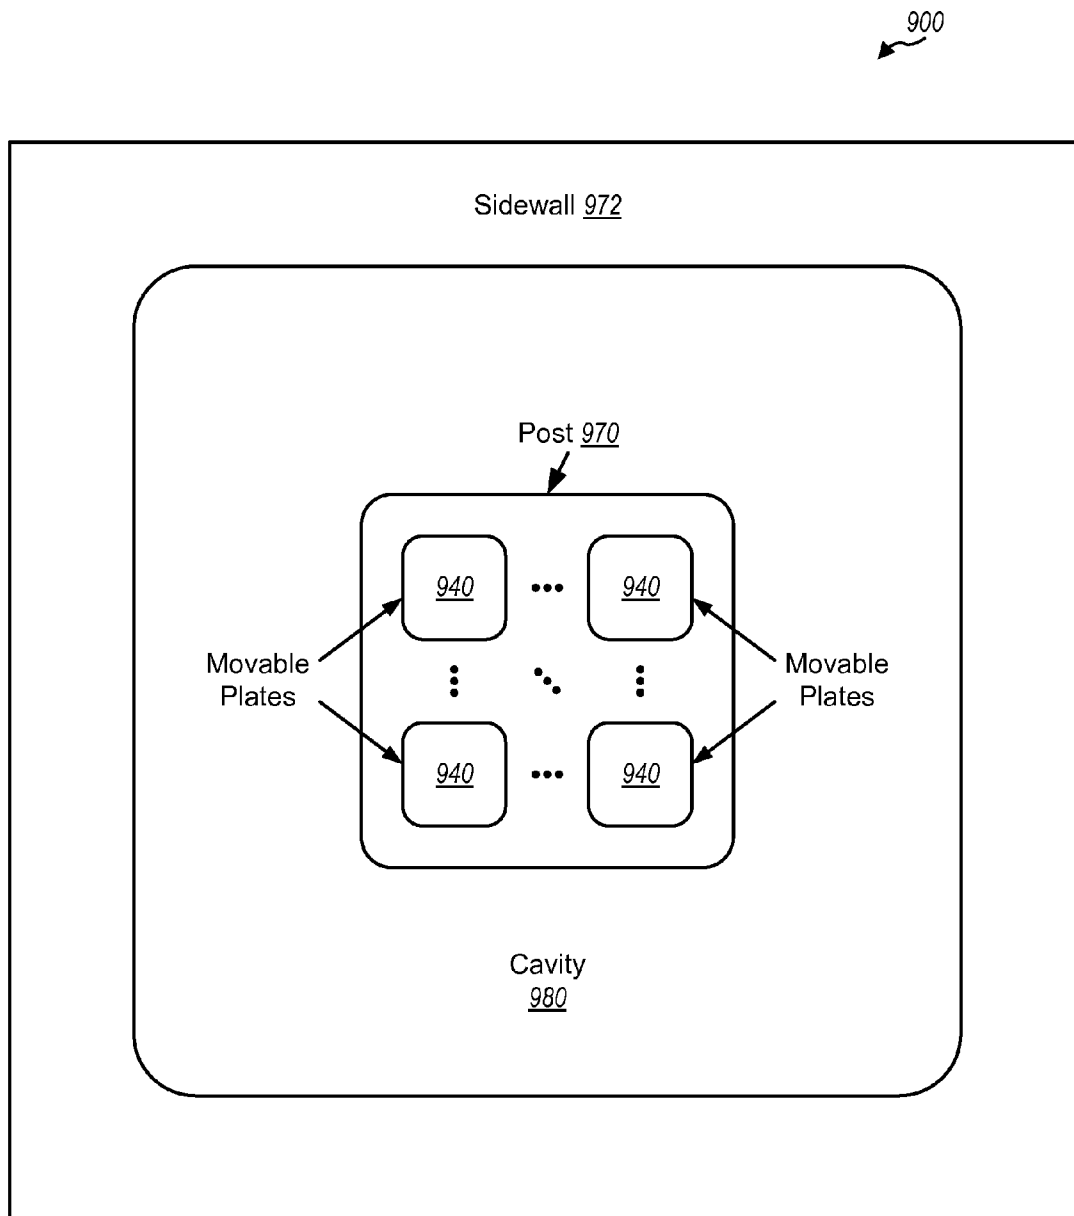 900
Sidewall 972
Post 970
940 ... 940
Movable
Plates
Movable
Plates
940 ... 940
Cavity
980